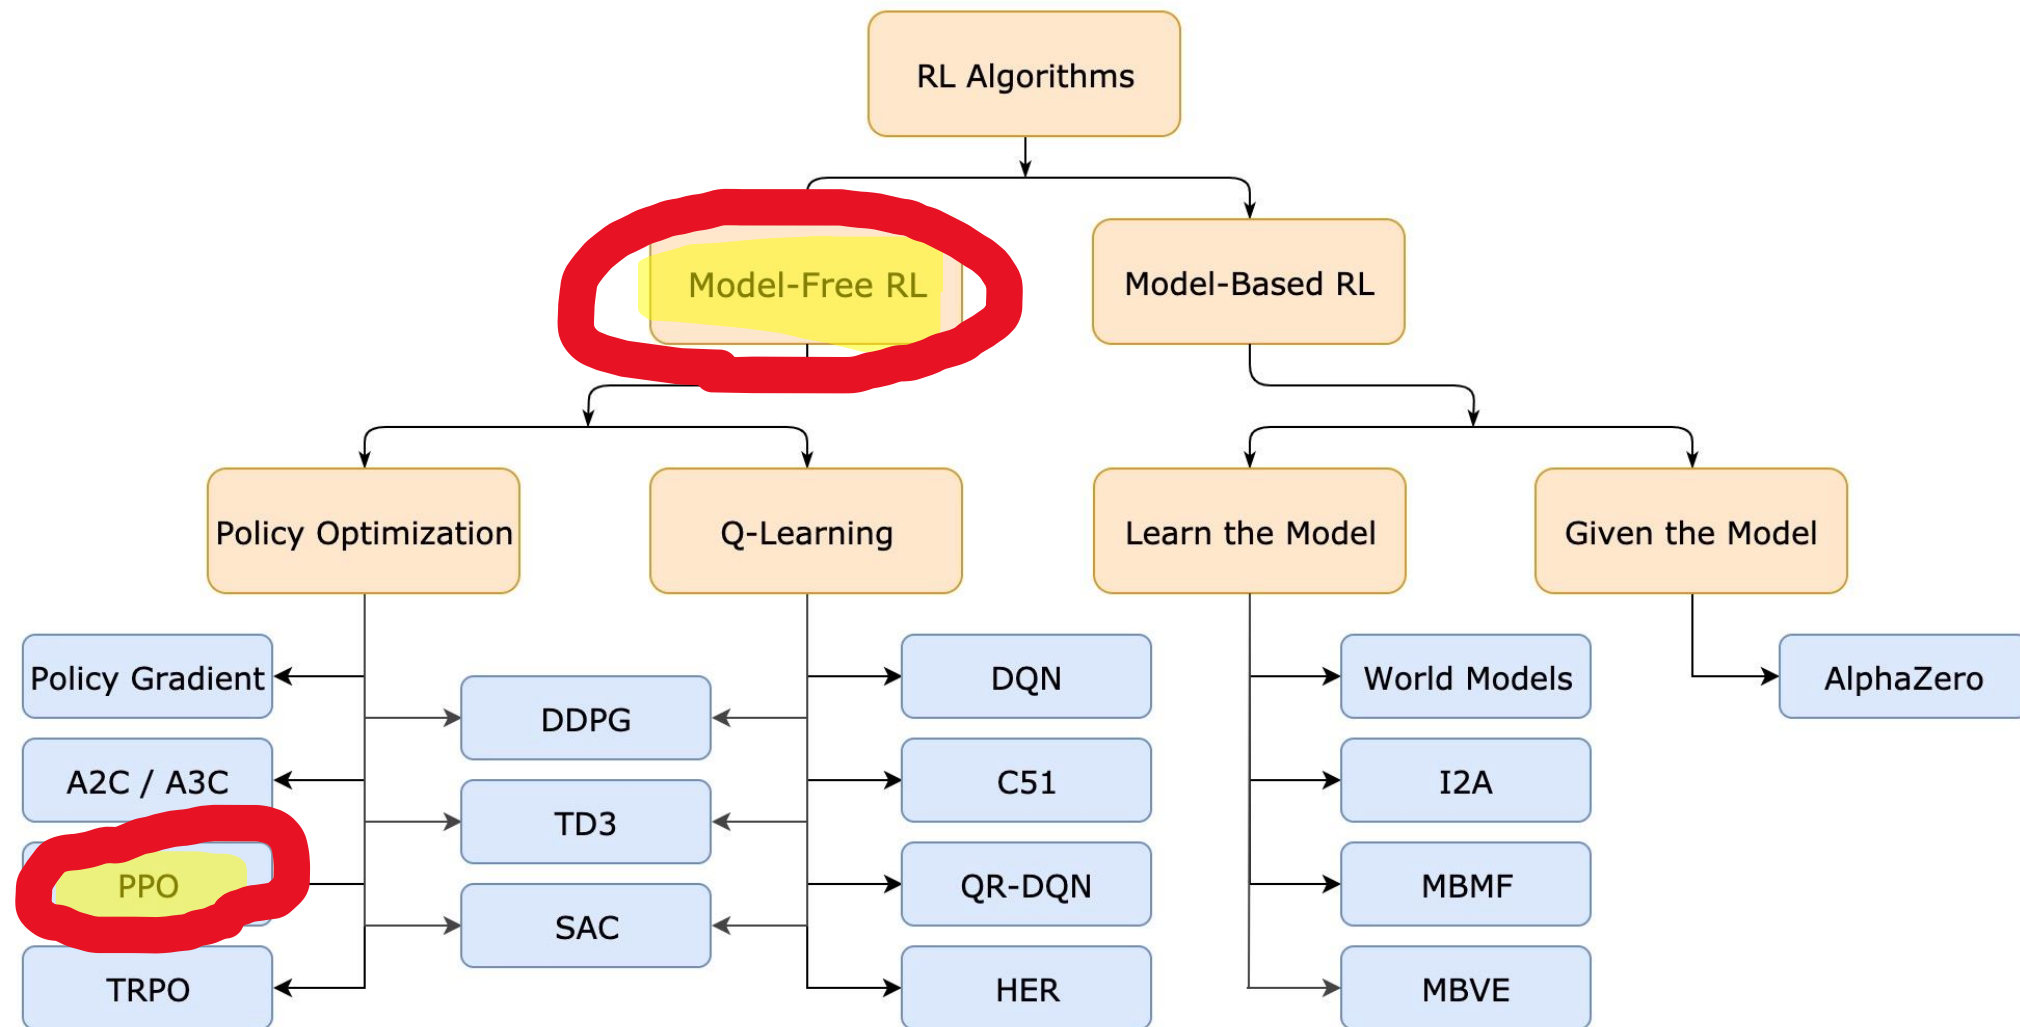 RL Algorithms
Model-Free RL
Model-Based RL
Policy Optimization
Q-Learning
Learn the Model
Given the Model
Policy Gradient
DDPG
DQN
World Models
AlphaZero
A2C / A3C
TD3
C51
I2A
PPO
SAC
QR-DQN
MBMF
TRPO
HER
MBVE